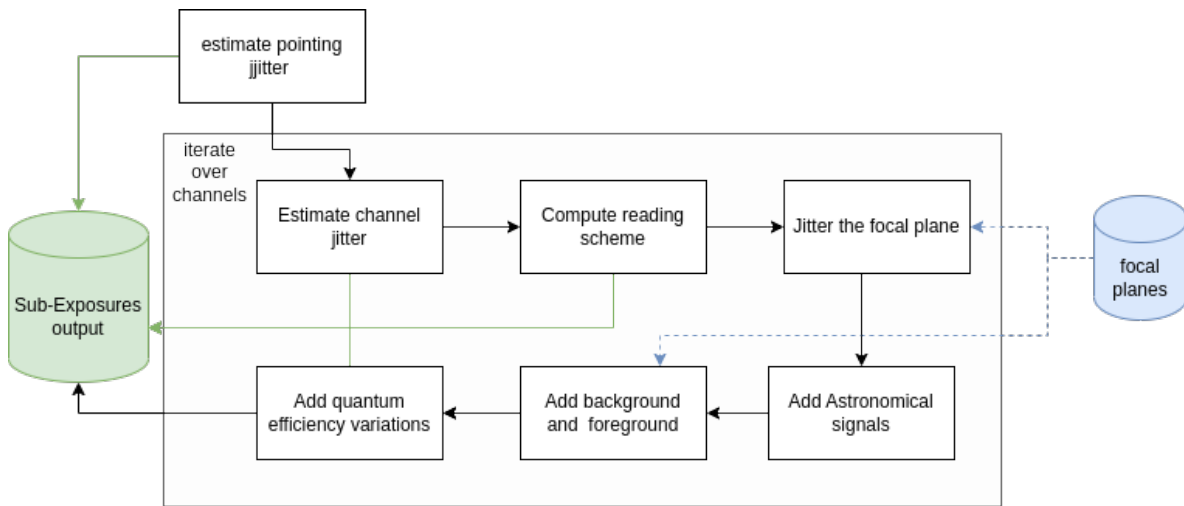 estimate pointing
jjitter
iterate
over
channels
Estimate channel
jitter
Compute reading
scheme
Jitter the focal plane
focal
planes
Sub-Exposures
output
Add quantum
efficiency variations
Add background
and foreground
Add Astronomical
signals